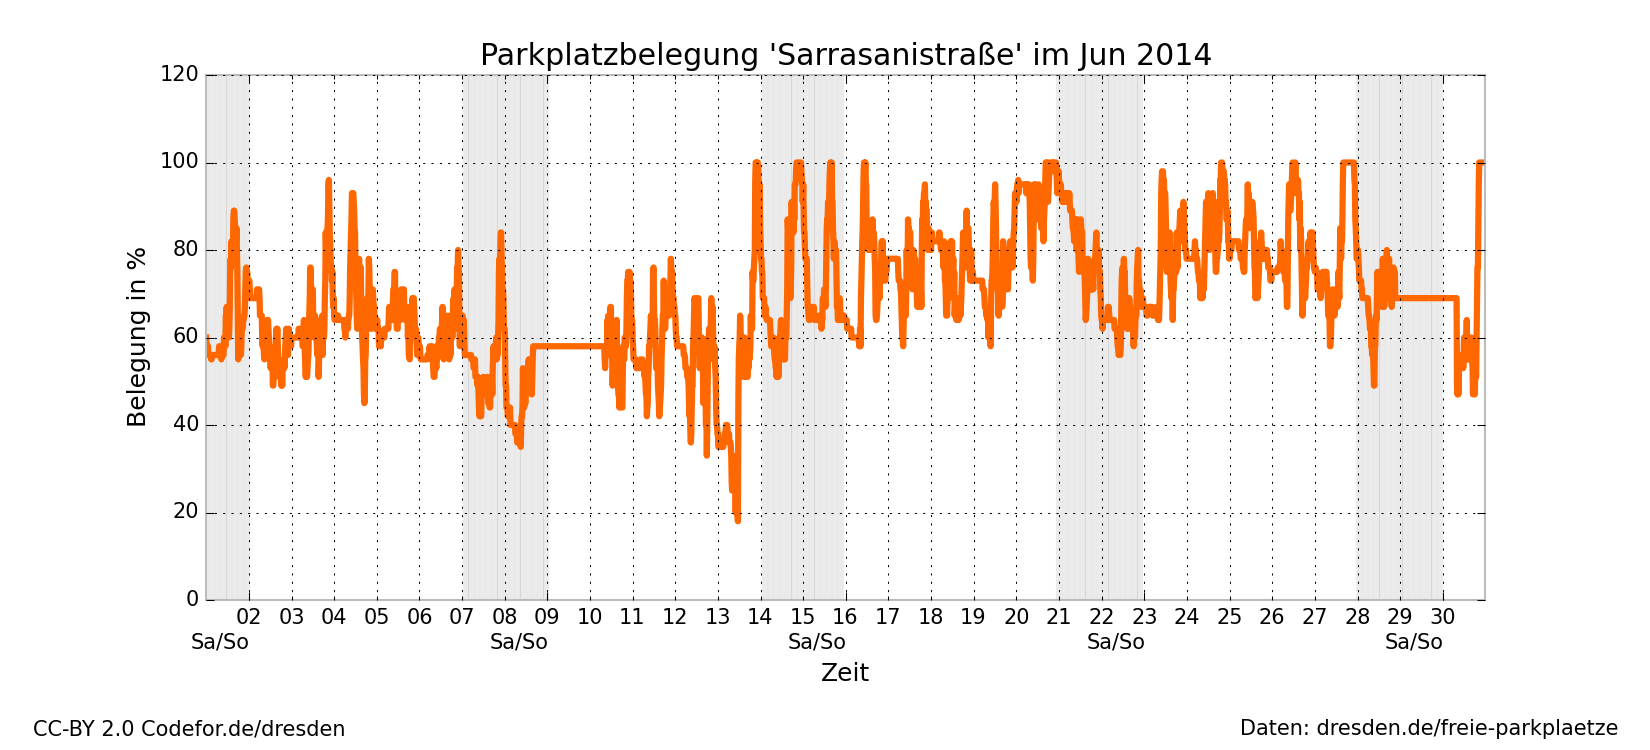 Parkplatzbelegung 'Sarrasanistraße' im Jun 2014
120
100
80
60
40
20
0
Belegung in %
02 03 04 05 06 07 08 09 10 11 12 13 14 15 16 17 18 19 20 21 22 23 24 25 26 27 28 29 30
Sa/So Sa/So Sa/So Sa/So Sa/So
Zeit
CC-BY 2.0 Codefor.de/dresden
Daten: dresden.de/freie-parkplaetze